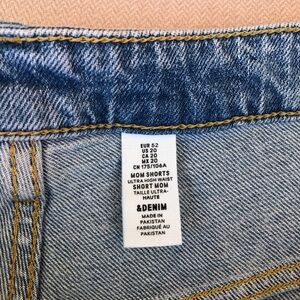 EUR 52
US 20
CA 20
MX 20
CN 175/106A
MOM SHORTS
ULTRA HIGH WAIST
SHORT MOM
TAILLE ULTRA-
HAUTE
&DENIM
MADE IN
PAKISTAN
FABRIQUÉ AU
PAKISTAN